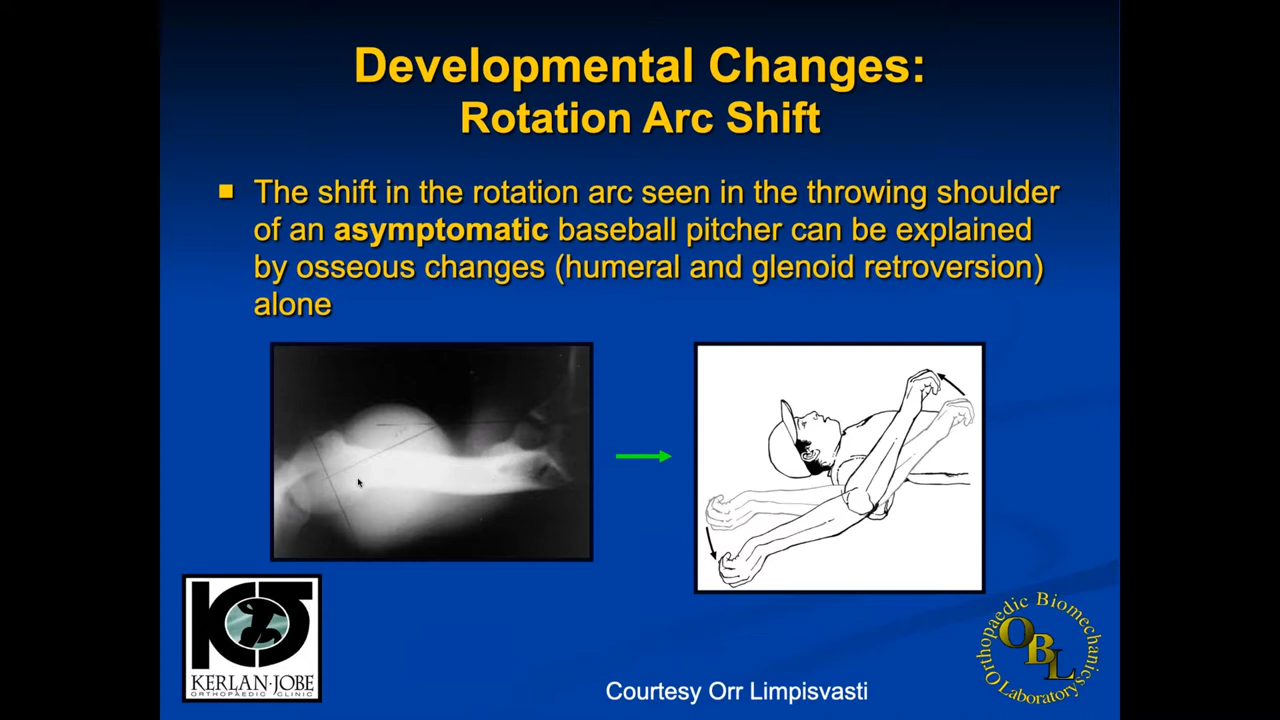 Developmental Changes:
Rotation Arc Shift
The shift in the rotation arc seen in the throwing shoulder
of an asymptomatic baseball pitcher can be explained
by osseous changes (humeral and glenoid retroversion)
alone
KJ
KERLAN·JOBE
ORTHOPAEDIC CLINIC
Orthopaedic Biomechanics
OBL
Laboratory
Courtesy Orr Limpisvasti